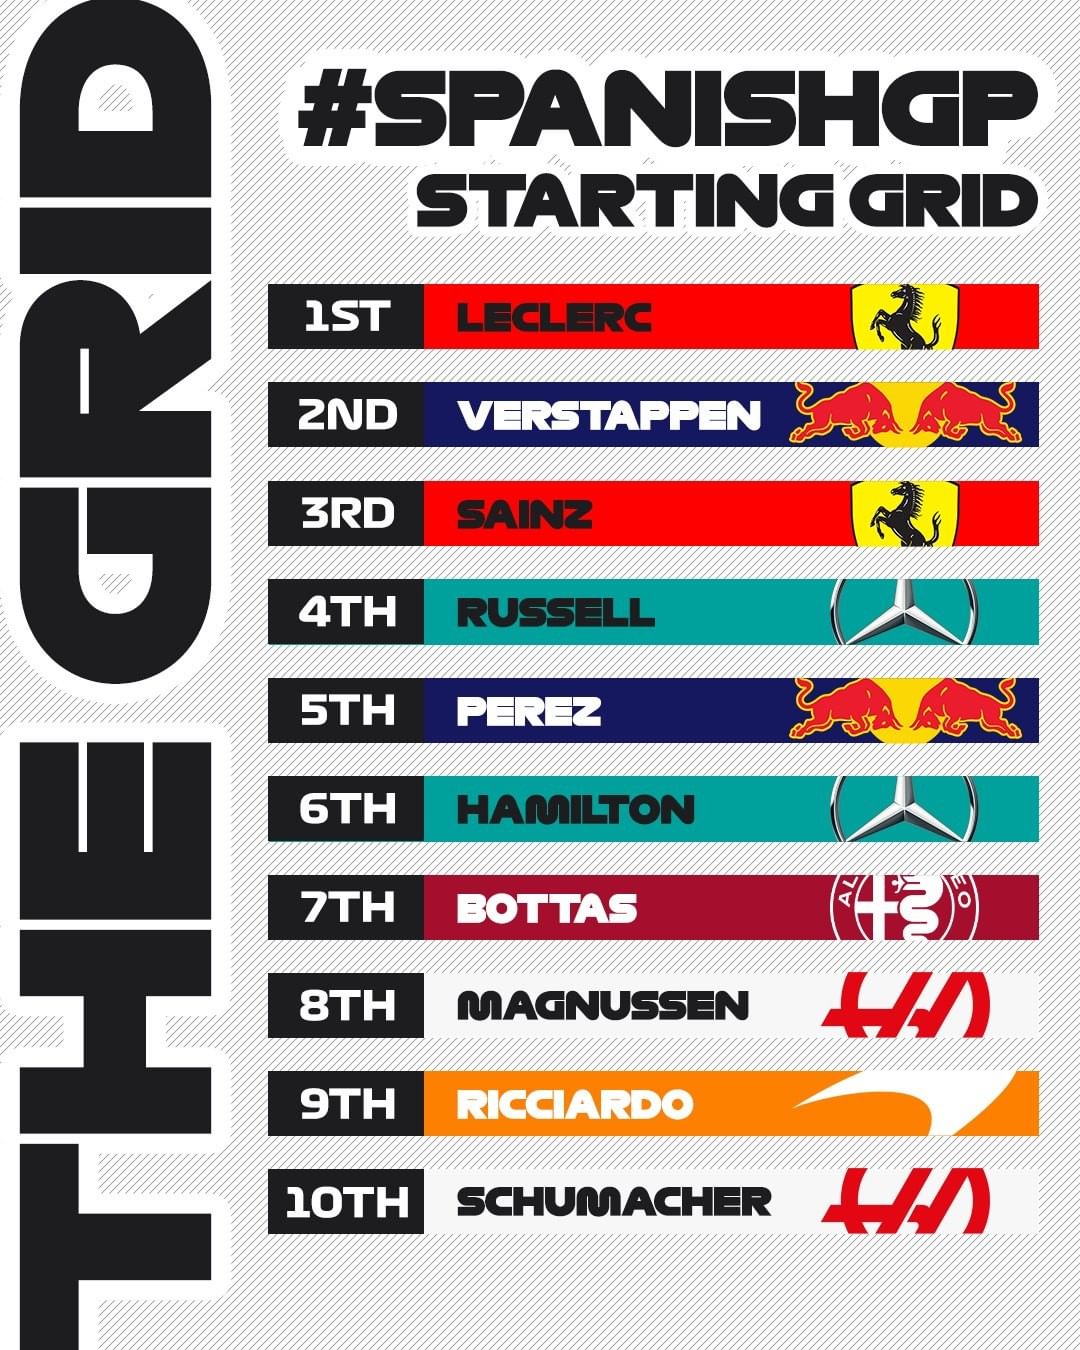 THE GRID
#SPANISHGP
STARTING GRID
1ST LECLERC
2ND VERSTAPPEN
3RD SAINZ
4TH RUSSELL
5TH PEREZ
6TH HAMILTON
7TH BOTTAS
8TH MAGNUSSEN
9TH RICCIARDO
10TH SCHUMACHER